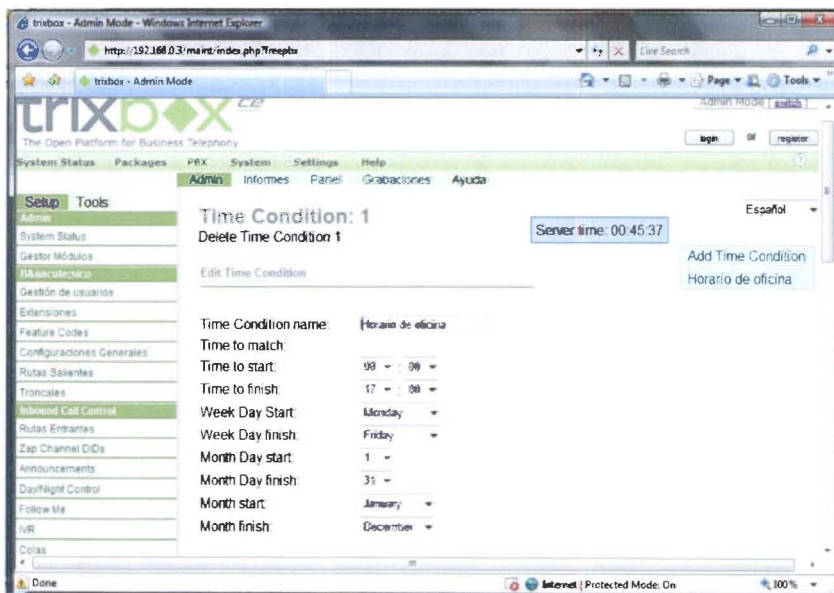 trixbox - Admin Mode - Windows Internet Explorer
http://192.168.0.3/maint/index.php?freepbx
Live Search
trixbox - Admin Mode
Page
Tools
trixbox ce
Admin Mode [ switch ]
The Open Platform for Business Telephony
login or register
System Status Packages PBX System Settings Help
Admin Informes Panel Grabaciones Ayuda
Setup Tools
Español
Admin
System Status
Gestor Módulos
B&aacutesico
Gestión de usuarios
Extensiones
Feature Codes
Configuraciones Generales
Rutas Salientes
Troncales
Inbound Call Control
Rutas Entrantes
Zap Channel DIDs
Announcements
Day/Night Control
Follow Me
IVR
Colas
Time Condition: 1
Delete Time Condition 1
Server time: 00:45:37
Add Time Condition
Horario de oficina
Edit Time Condition
Time Condition name: Horario de oficina
Time to match:
Time to start: : 00
Time to finish: 17 : 00
Week Day Start: Monday
Week Day finish: Friday
Month Day start: 1
Month Day finish: 31
Month start: January
Month finish: December
Done
Internet | Protected Mode: On
100%